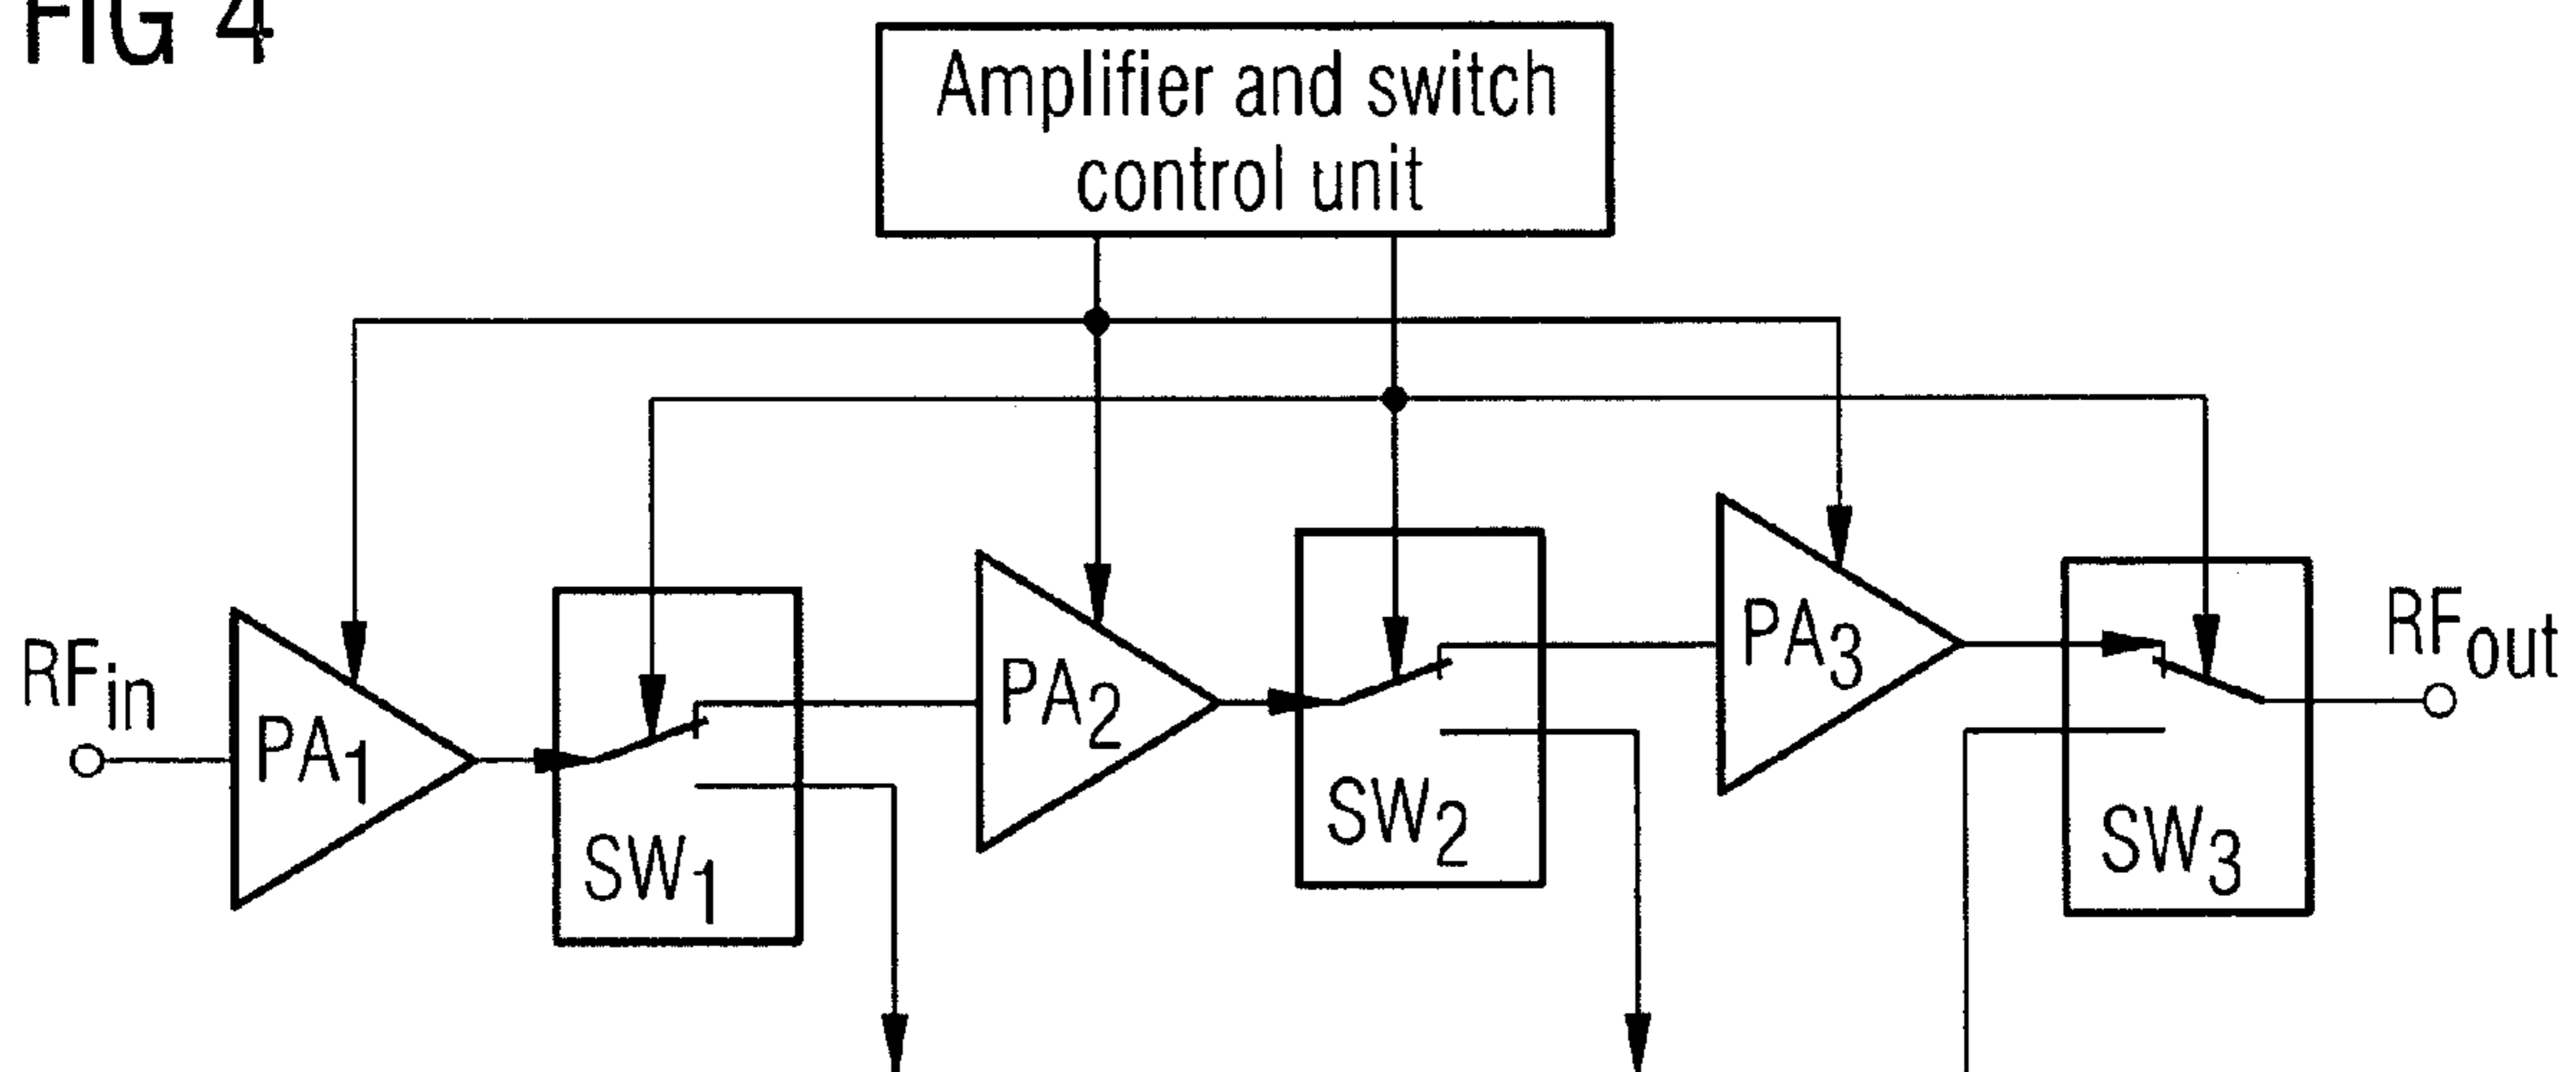 FIG 4
Amplifier and switch
control unit
RFin
PA1
SW1
PA2
SW2
PA3
SW3
RFout